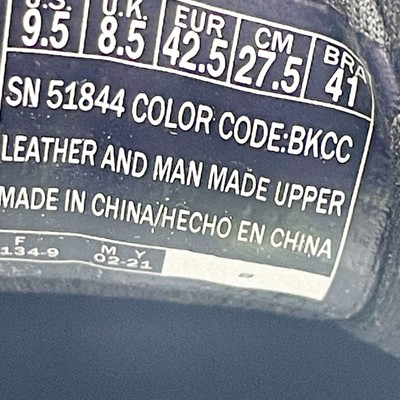 U.S. U.K. EUR CM BRA
9.5 8.5 42.5 27.5 41
SN 51844 COLOR CODE:BKCC
LEATHER AND MAN MADE UPPER
MADE IN CHINA/HECHO EN CHINA
F M Y
134-9 02-21